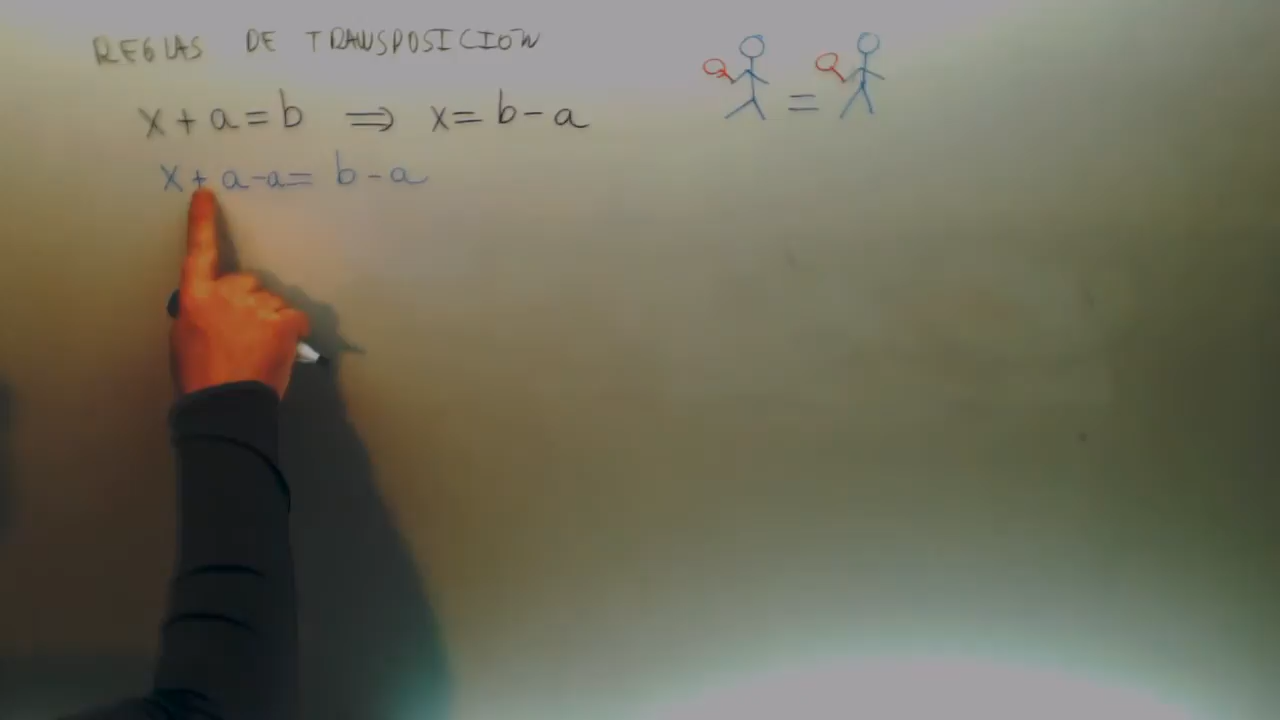 REGLAS DE TRANSPOSICIÓN
x + a = b ⇒ x = b - a
x + a - a = b - a
=